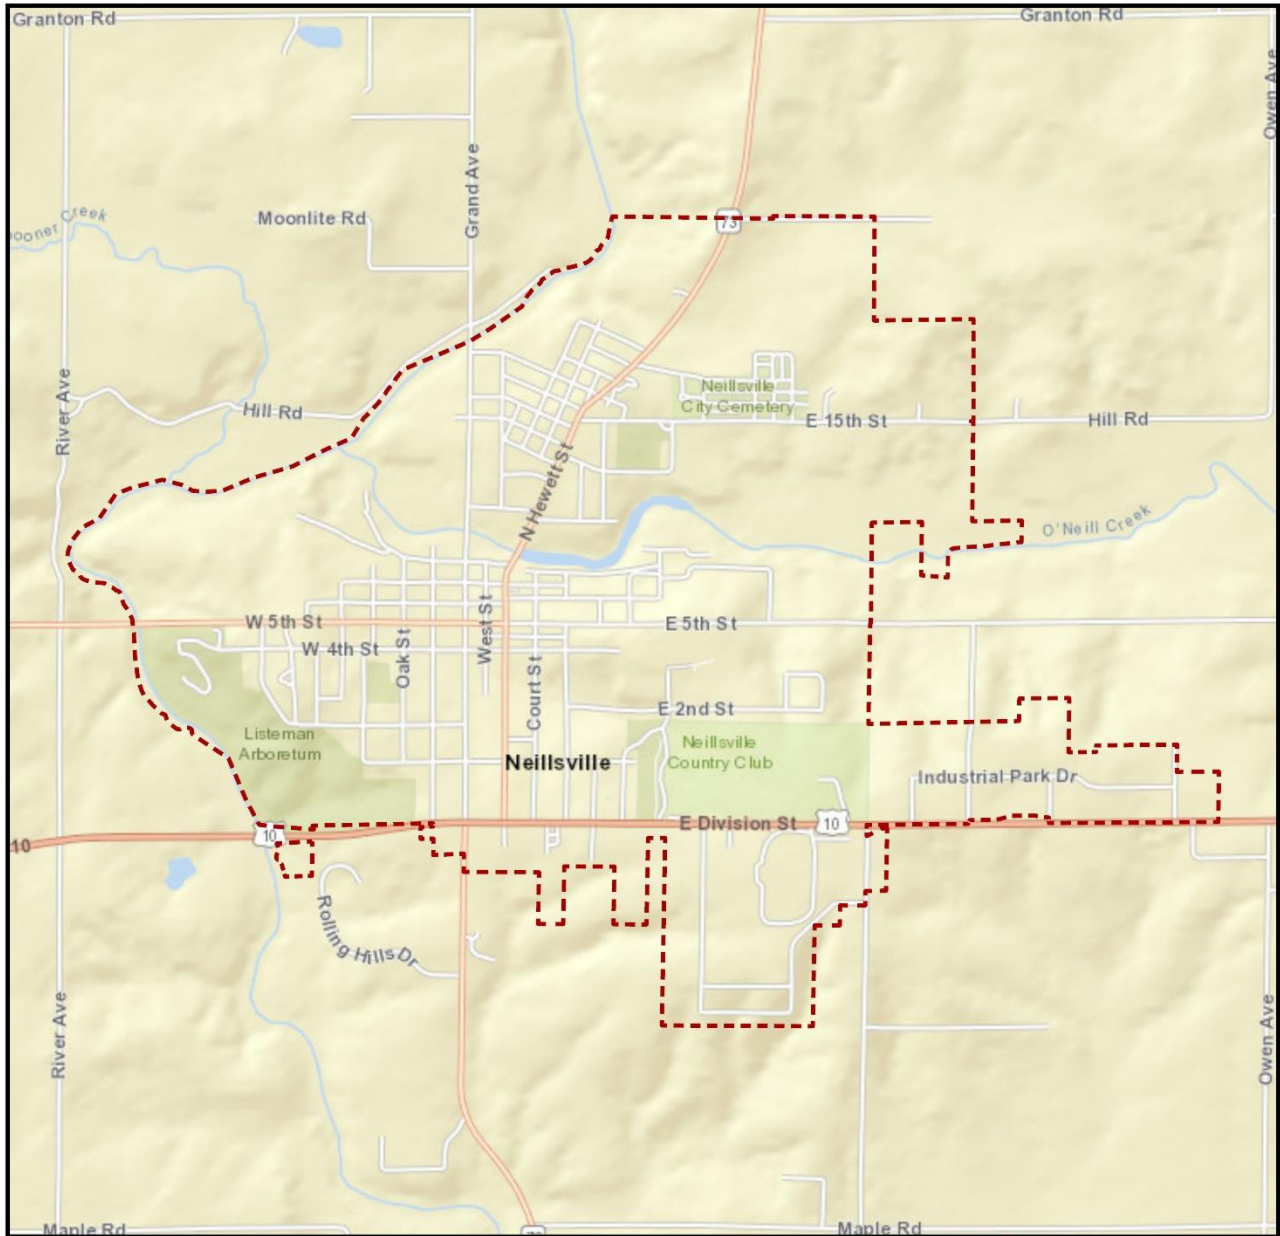 Granton Rd
Granton Rd
Owen Ave
Grand Ave
Creek
Moonlite Rd
73
River Ave
Neillsville
City Cemetery
Hill Rd
E 15th St
Hill Rd
N Hewett St
O'Neill Creek
W 5th St
E 5th St
West St
W 4th St
Oak St
Court St
E 2nd St
Listeman
Arboretum
Neillsville
Country Club
Neillsville
Industrial Park Dr
E Division St
10
10
10
Rolling Hills Dr
River Ave
Owen Ave
Maple Rd
Maple Rd